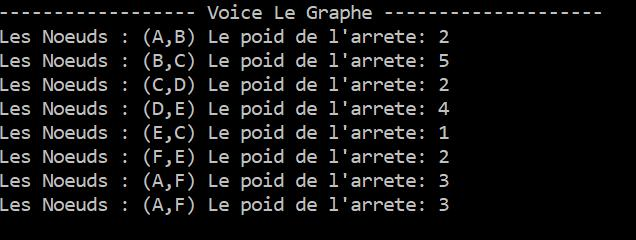 ------------------ Voice Le Graphe --------------------
Les Noeuds : (A,B) Le poid de l'arrete: 2
Les Noeuds : (B,C) Le poid de l'arrete: 5
Les Noeuds : (C,D) Le poid de l'arrete: 2
Les Noeuds : (D,E) Le poid de l'arrete: 4
Les Noeuds : (E,C) Le poid de l'arrete: 1
Les Noeuds : (F,E) Le poid de l'arrete: 2
Les Noeuds : (A,F) Le poid de l'arrete: 3
Les Noeuds : (A,F) Le poid de l'arrete: 3